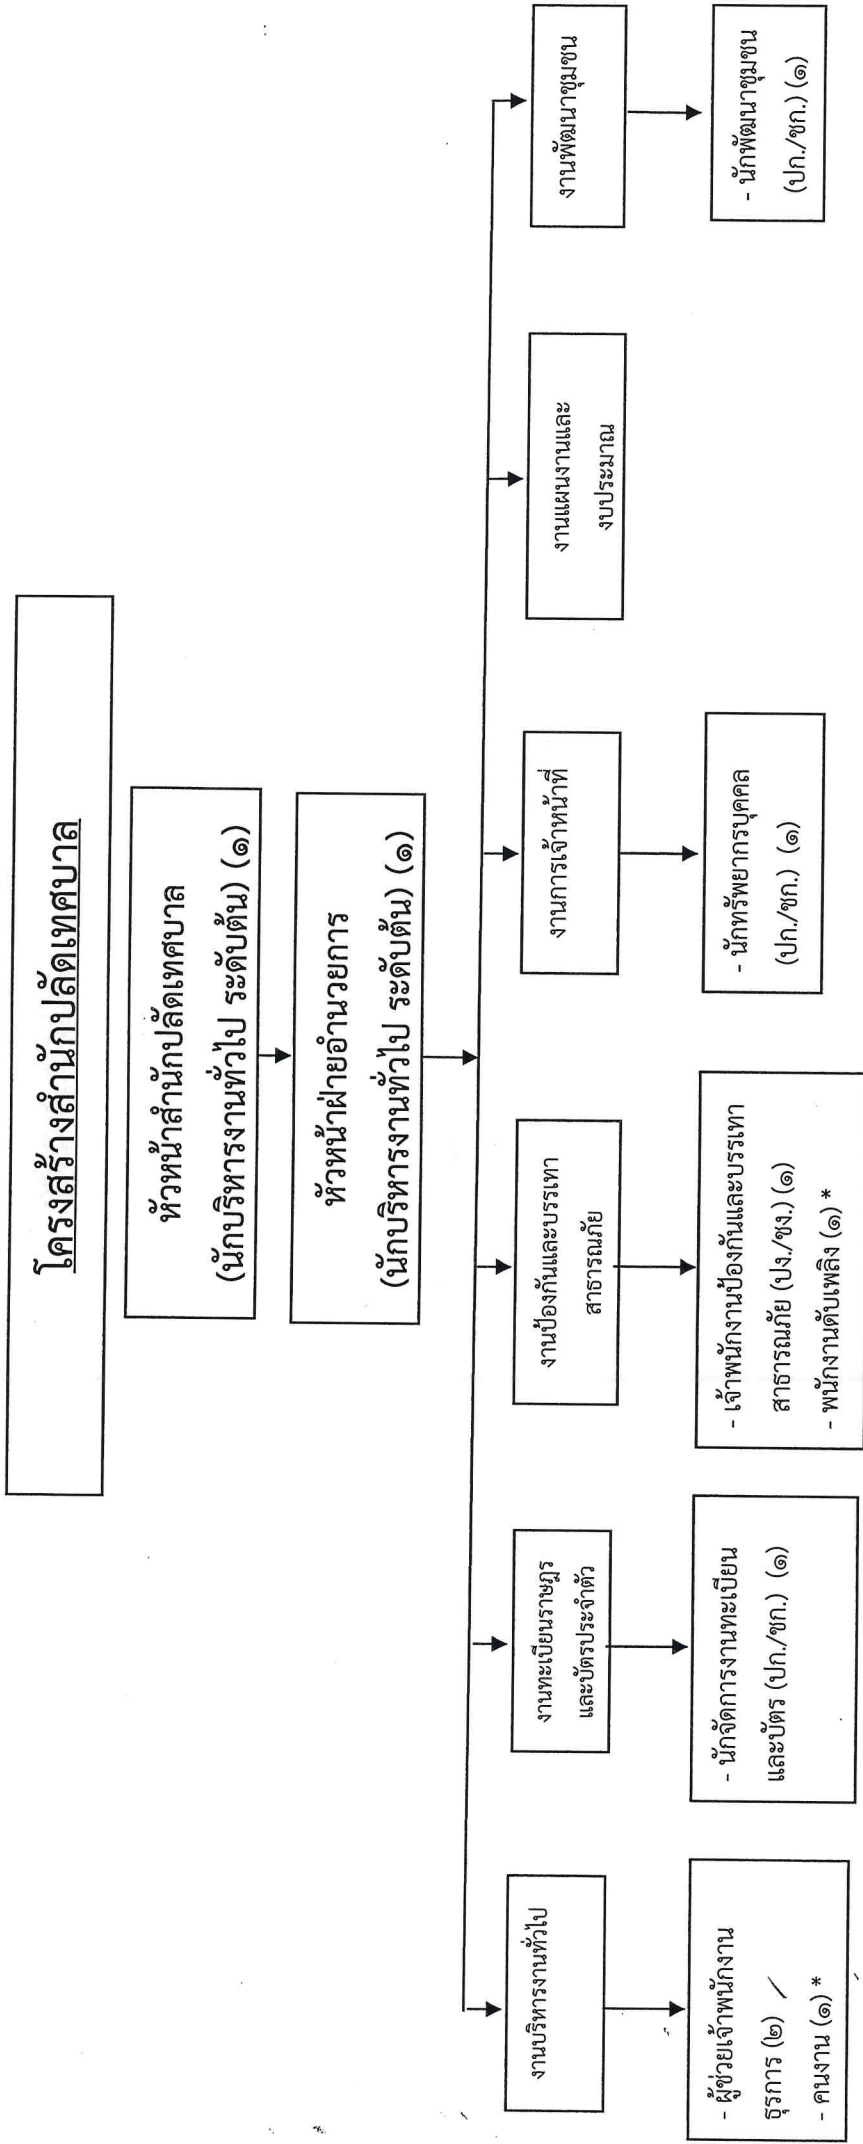 โครงสร้างสำนักปลัดเทศบาล
หัวหน้าสำนักปลัดเทศบาล
(นักบริหารงานทั่วไป ระดับต้น) (๑)
หัวหน้าฝ่ายอำนวยการ
(นักบริหารงานทั่วไป ระดับต้น) (๑)
งานบริหารงานทั่วไป
งานทะเบียนราษฎร
และบัตรประจำตัว
งานป้องกันและบรรเทา
สาธารณภัย
งานการเจ้าหน้าที่
งานแผนงานและ
งบประมาณ
งานพัฒนาชุมชน
- ผู้ช่วยเจ้าพนักงาน
ธุรการ (๒)
- คนงาน (๑) *
- นักจัดการงานทะเบียน
และบัตร (ปก./ชก.) (๑)
- เจ้าพนักงานป้องกันและบรรเทา
สาธารณภัย (ปง./ชง.) (๑)
- พนักงานดับเพลิง (๑) *
- นักทรัพยากรบุคคล
(ปก./ชก.) (๑)
- นักพัฒนาชุมชน
(ปก./ชก.) (๑)